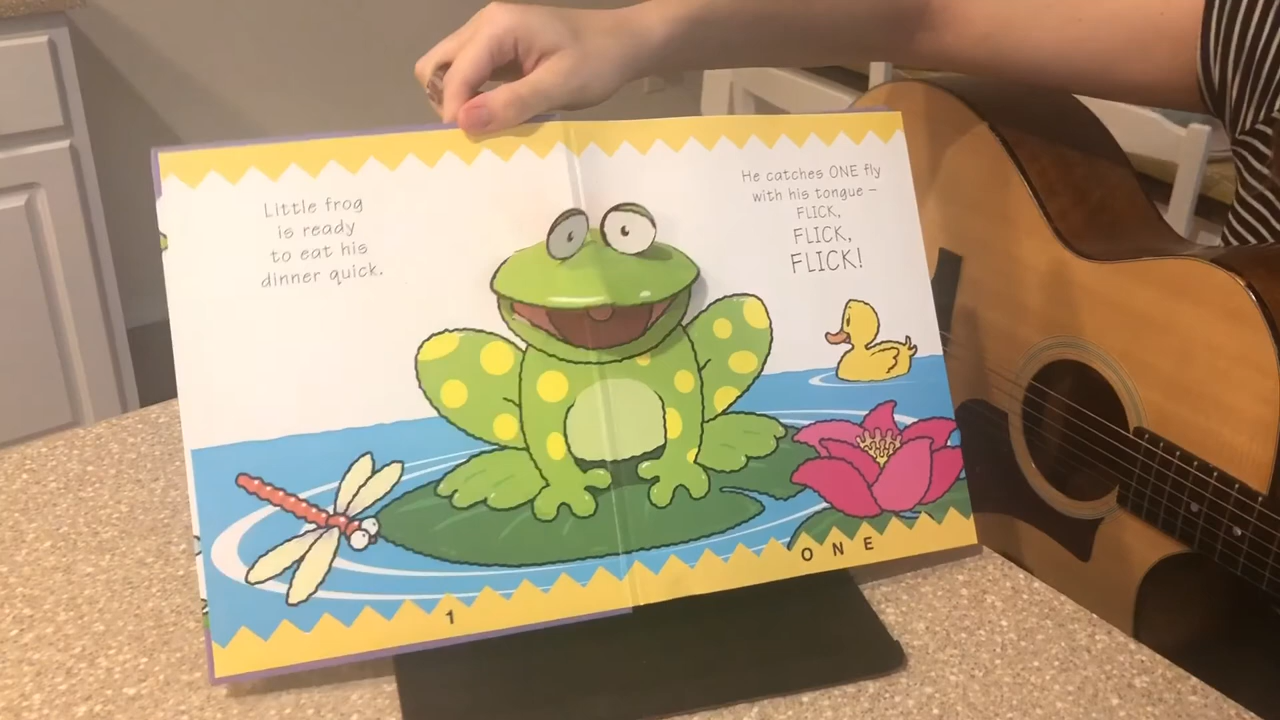 Little frog
is ready
to eat his
dinner quick.
He catches ONE fly
with his tongue –
FLICK,
FLICK,
FLICK!
1
ONE